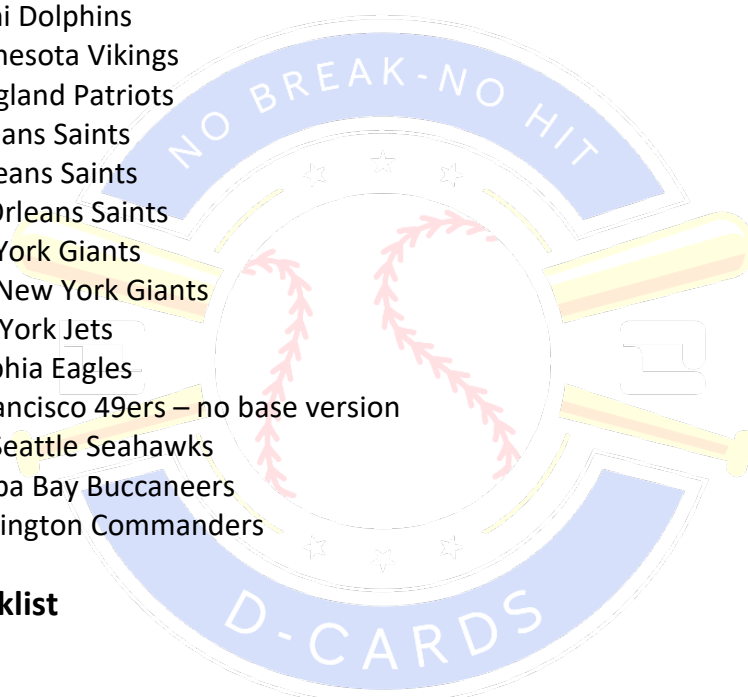 i Dolphins
nesota Vikings
gland Patriots
ans Saints
eans Saints
Orleans Saints
York Giants
New York Giants
York Jets
phia Eagles
ancisco 49ers – no base version
Seattle Seahawks
pa Bay Buccaneers
ington Commanders
klist
NO BREAK-NO HIT
D-CARDS